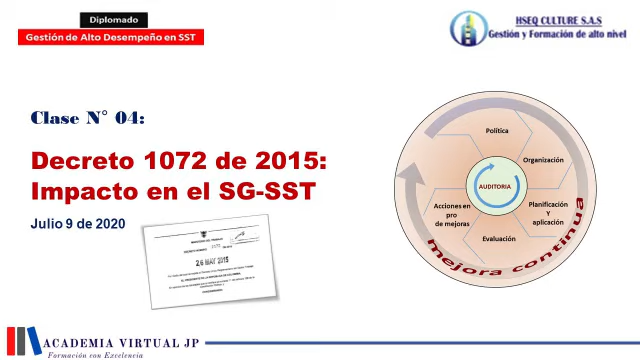 Diplomado
Gestión de Alto Desempeño en SST
HSEQ CULTURE S.A.S
Gestión y Formación de alto nivel
Clase N° 04:
Decreto 1072 de 2015:
Impacto en el SG-SST
Julio 9 de 2020
26 MAY 2015
Política
Organización
Planificación
Y
aplicación
Evaluación
Acciones en
pro
de mejoras
AUDITORIA
mejora continua
ACADEMIA VIRTUAL JP
Formación con Excelencia